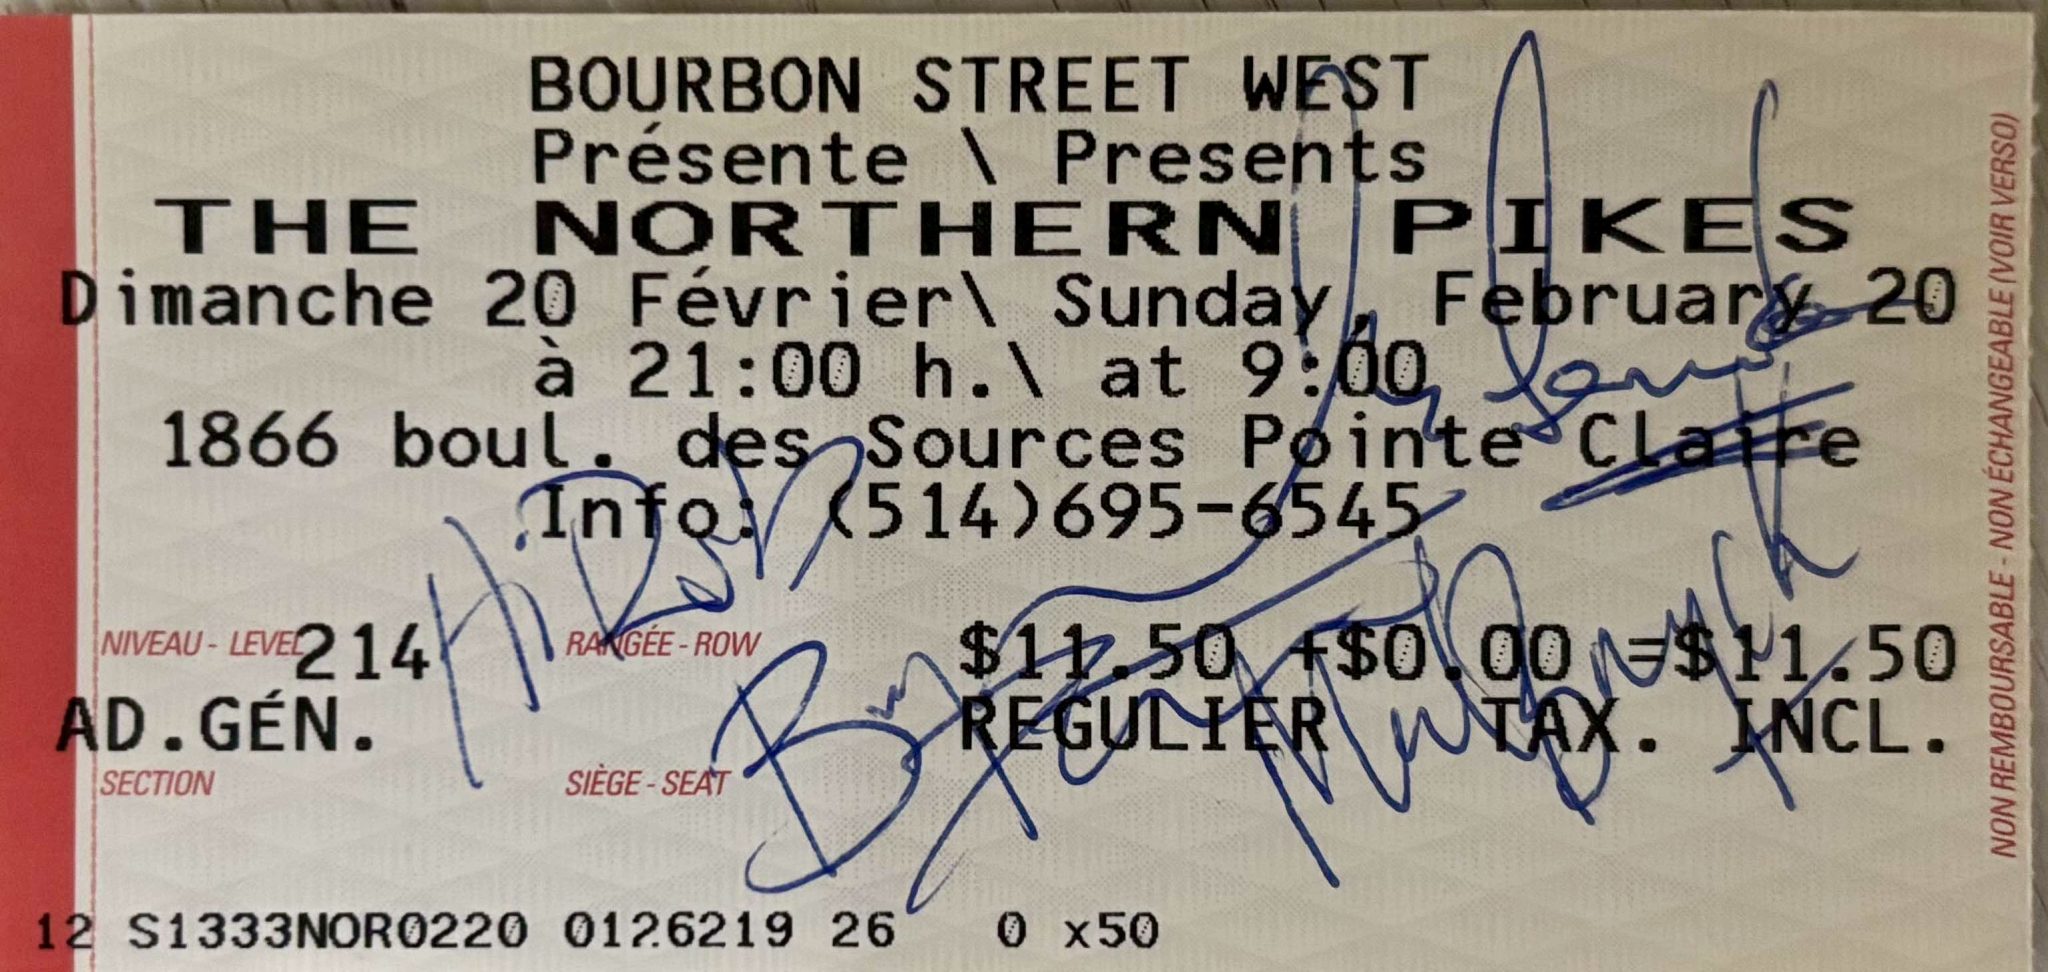 BOURBON STREET WEST
Présente \ Presents
THE NORTHERN PIKES
Dimanche 20 Février\ Sunday, February 20
à 21:00 h.\ at 9:00
1866 boul. des Sources Pointe Claire
Info: (514)695-6545
Hi Rob
NIVEAU - LEVEL 214 RANGÉE - ROW $11.50 +$0.00 =$11.50
AD.GÉN. REGULIER TAX. INCL.
SECTION SIÈGE - SEAT
12 S1333NOR0220 0126219 26 0 x50
NON REMBOURSABLE - NON ÉCHANGEABLE (VOIR VERSO)